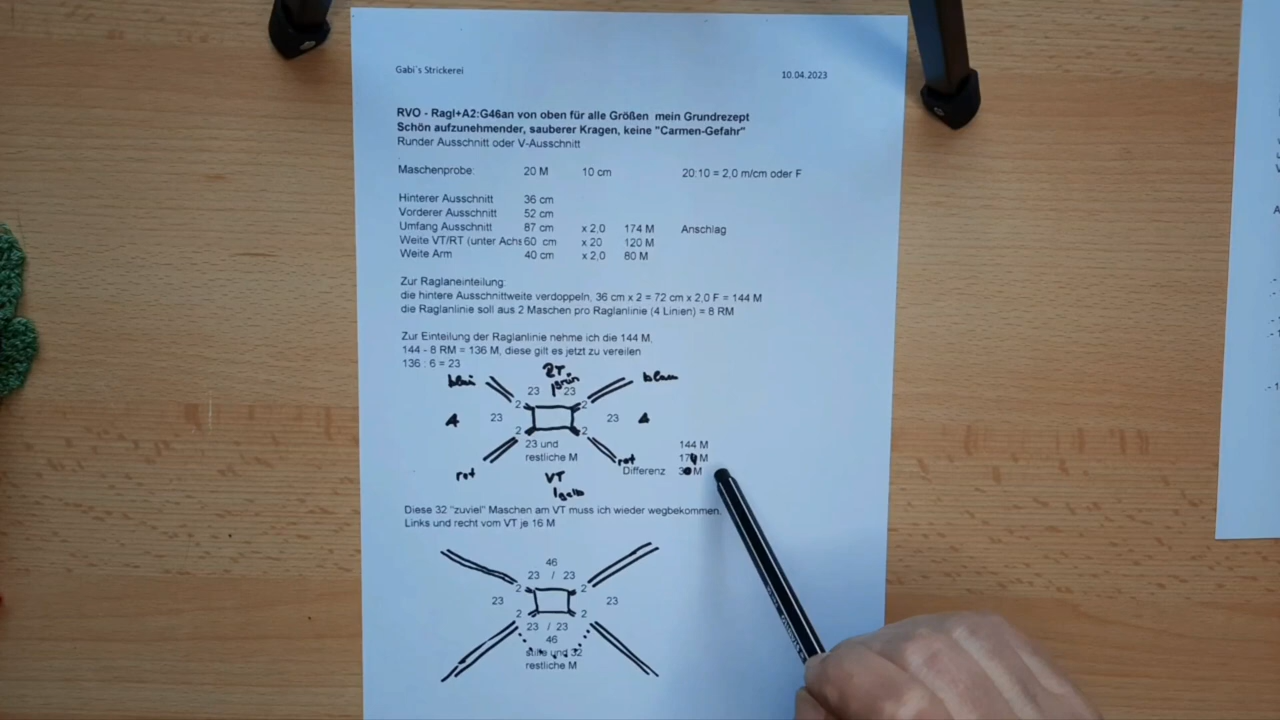 Gabi´s Strickerei 10.04.2023
RVO - Ragl+A2:G46an von oben für alle Größen mein Grundrezept
Schön aufzunehmender, sauberer Kragen, keine "Carmen-Gefahr"
Runder Ausschnitt oder V-Ausschnitt
Maschenprobe: 20 M 10 cm 20:10 = 2,0 m/cm oder F
Hinterer Ausschnitt 36 cm
Vorderer Ausschnitt 52 cm
Umfang Ausschnitt 87 cm x 2,0 174 M Anschlag
Weite VT/RT (unter Achs 60 cm x 20 120 M
Weite Arm 40 cm x 2,0 80 M
Zur Raglaneinteilung:
die hintere Ausschnittweite verdoppeln, 36 cm x 2 = 72 cm x 2,0 F = 144 M
die Raglanlinie soll aus 2 Maschen pro Raglanlinie (4 Linien) = 8 RM
Zur Einteilung der Raglanlinie nehme ich die 144 M,
144 - 8 RM = 136 M, diese gilt es jetzt zu vereilen
136 : 6 = 23
blau grün blau
23 23
2 2
A 23 23 A
2 2
23 und 144 M
restliche M rot 174 M
rot VT Differenz 30 M
gelb
Diese 32 "zuviel" Maschen am VT muss ich wieder wegbekommen.
Links und recht vom VT je 16 M
46
23 / 23
2 2
23 23
2 2
23 / 23
46
und 32
restliche M